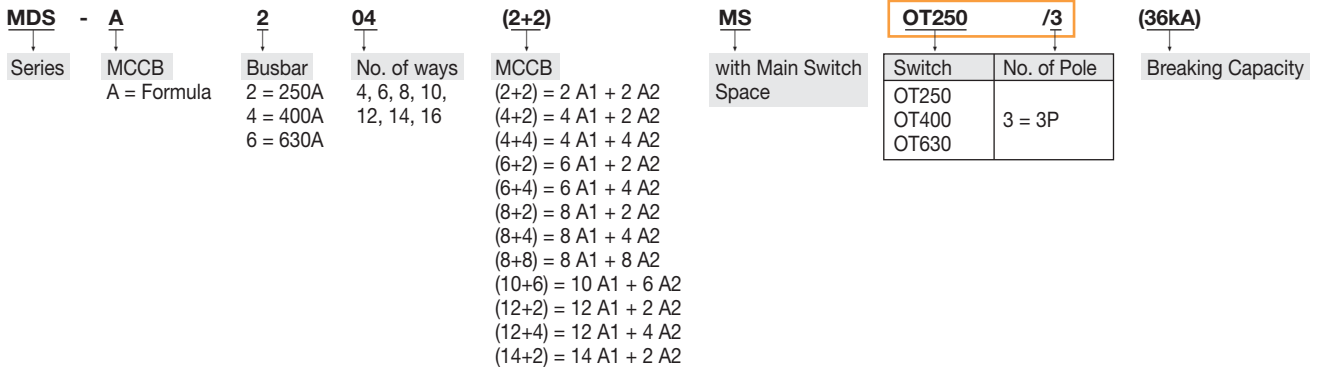 MDS - A 2 04 (2+2) MS OT250 /3 (36kA)
Series MCCB Busbar No. of ways MCCB with Main Switch Switch No. of Pole Breaking Capacity
A = Formula 2 = 250A 4, 6, 8, 10, (2+2) = 2 A1 + 2 A2 Space OT250
4 = 400A 12, 14, 16 (4+2) = 4 A1 + 2 A2 OT400 3 = 3P
6 = 630A (4+4) = 4 A1 + 4 A2 OT630
(6+2) = 6 A1 + 2 A2
(6+4) = 6 A1 + 4 A2
(8+2) = 8 A1 + 2 A2
(8+4) = 8 A1 + 4 A2
(8+8) = 8 A1 + 8 A2
(10+6) = 10 A1 + 6 A2
(12+2) = 12 A1 + 2 A2
(12+4) = 12 A1 + 4 A2
(14+2) = 14 A1 + 2 A2